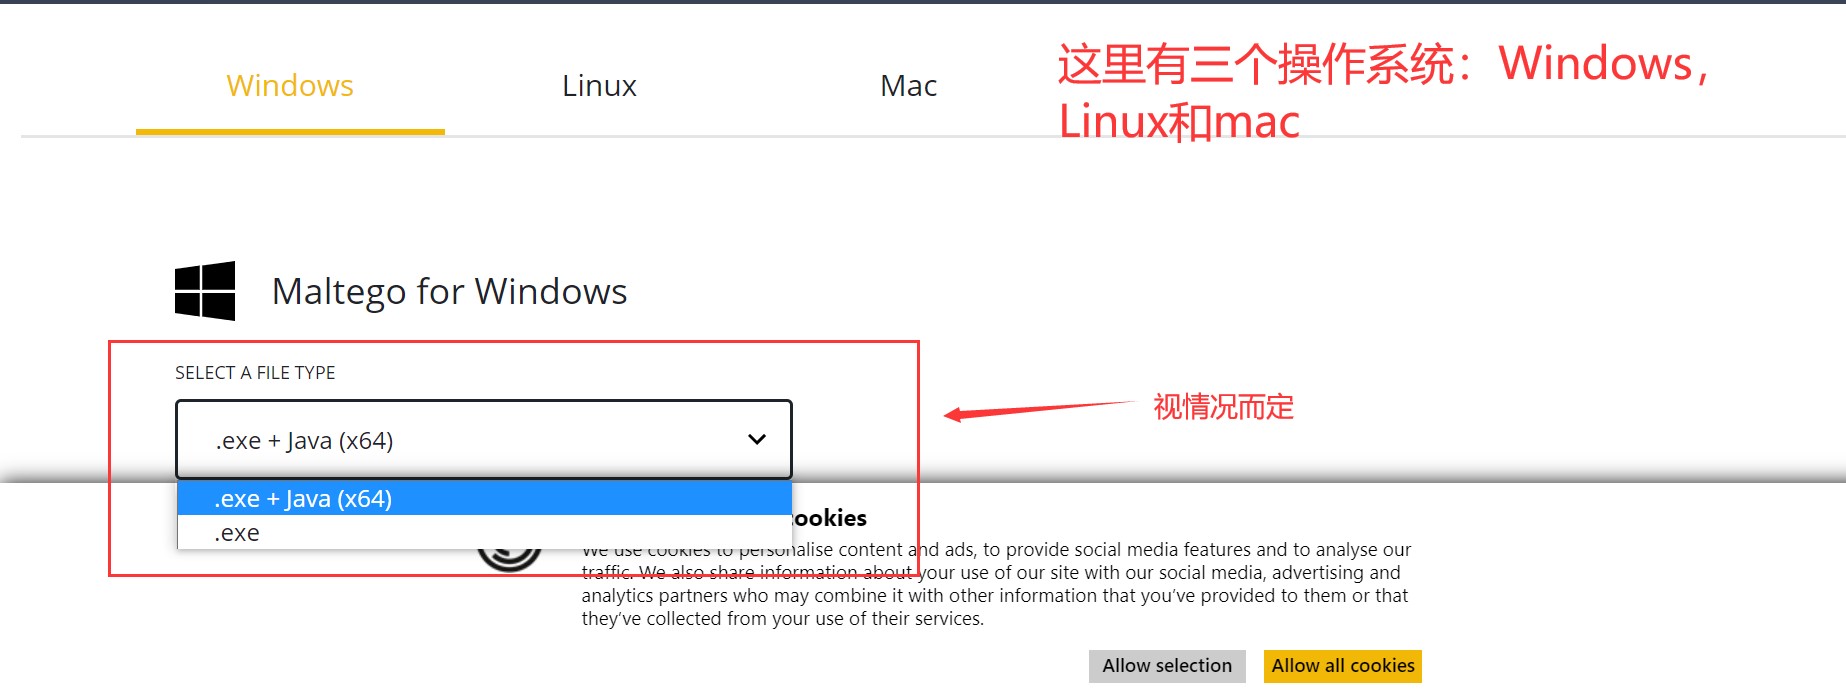 Windows
Linux
Mac
这里有三个操作系统：Windows，
Linux和mac
Maltego for Windows
SELECT A FILE TYPE
.exe + Java (x64)
视情况而定
.exe + Java (x64)
.exe
cookies
We use cookies to personalise content and ads, to provide social media features and to analyse our
traffic. We also share information about your use of our site with our social media, advertising and
analytics partners who may combine it with other information that you’ve provided to them or that
they’ve collected from your use of their services.
Allow selection
Allow all cookies